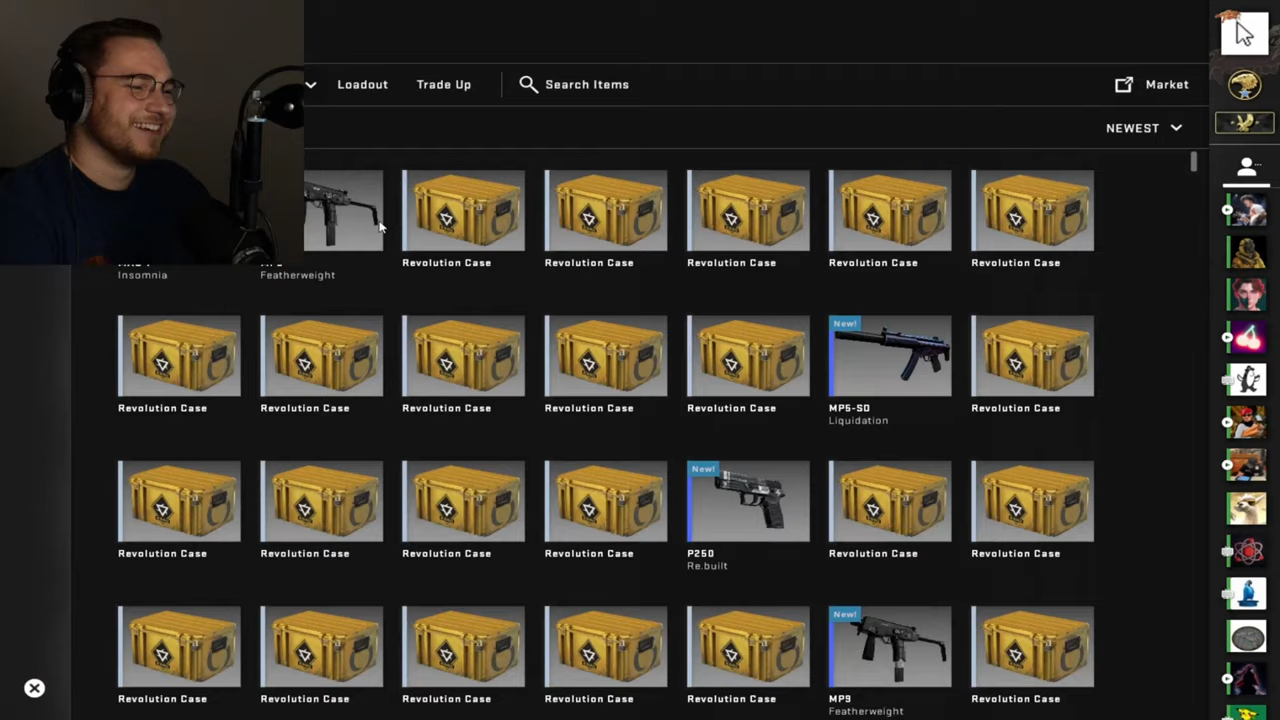 Loadout
Trade Up
Search Items
Market
NEWEST
Insomnia
Featherweight
Revolution Case
Revolution Case
Revolution Case
Revolution Case
Revolution Case
New!
Revolution Case
Revolution Case
Revolution Case
Revolution Case
Revolution Case
MP5-SD
Liquidation
Revolution Case
New!
Revolution Case
Revolution Case
Revolution Case
Revolution Case
P250
Re.built
Revolution Case
Revolution Case
New!
Revolution Case
Revolution Case
Revolution Case
Revolution Case
Revolution Case
MP9
Featherweight
Revolution Case